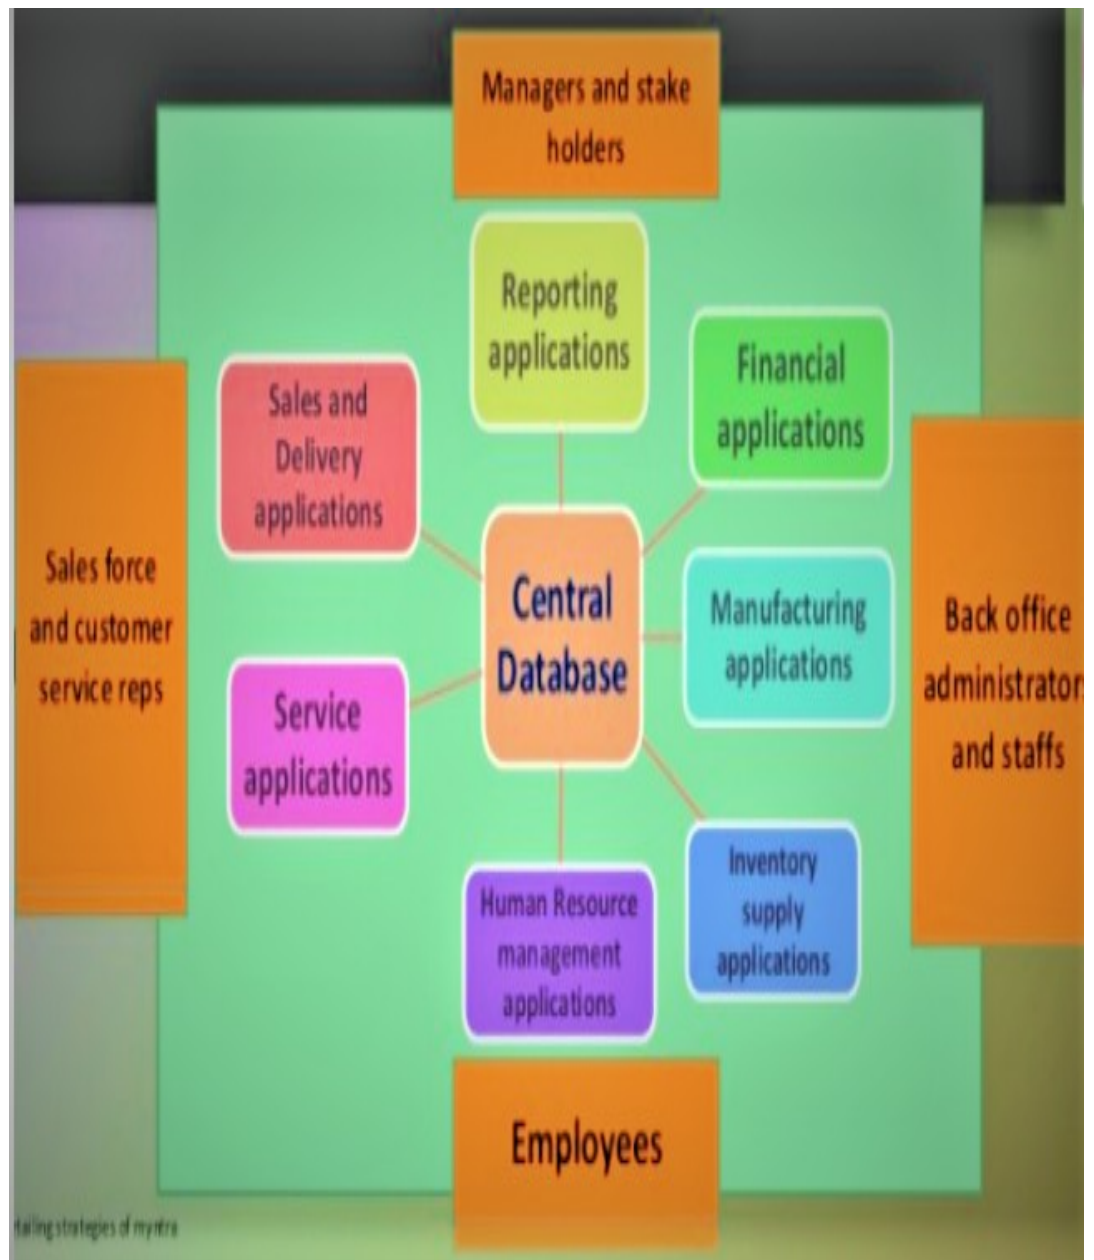 Managers and stake
holders
Reporting
applications
Financial
applications
Sales and
Delivery
applications
Sales force
and customer
service reps
Central
Database
Manufacturing
applications
Back office
administrators
and staffs
Service
applications
Inventory
supply
applications
Human Resource
management
applications
Employees
tailing strategies of myntra